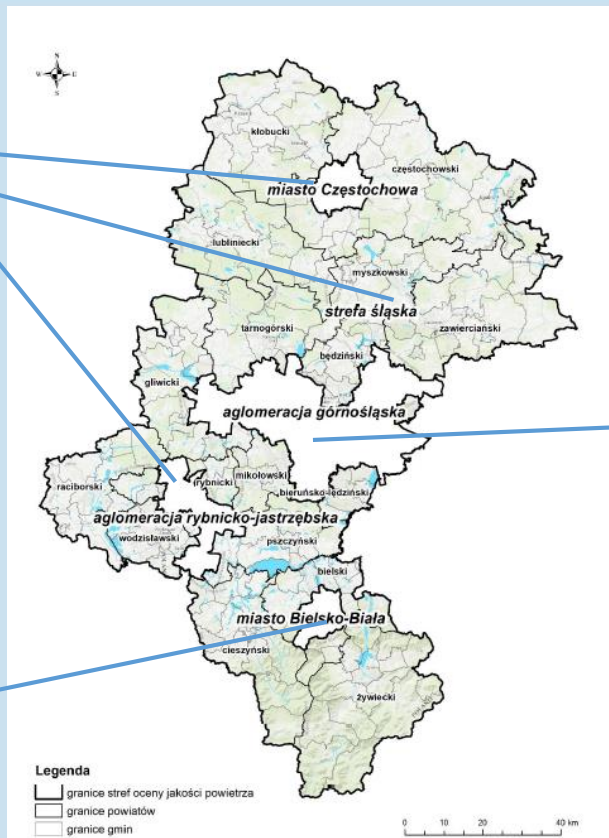 N
W E
S
kłobucki
częstochowski
miasto Częstochowa
lubliniecki
myszkowski
strefa śląska
tarnogórski
zawierciański
będziński
gliwicki
aglomeracja górnośląska
mikołowski
rybnicki
raciborski
bieruńsko-lędziński
aglomeracja rybnicko-jastrzębska
wodzisławski
pszczyński
bielski
miasto Bielsko-Biała
cieszyński
żywiecki
Legenda
granice stref oceny jakości powietrza
granice powiatów
granice gmin
0 10 20 40 km